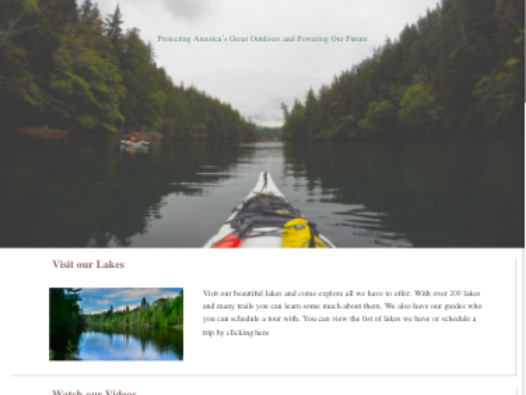 Protecting America's Great Outdoors and Powering Our Future
Visit our Lakes
Visit our beautiful lakes and come explore all we have to offer. With over 200 lakes
and many trails you can learn some much about them. We also have our guides who
you can schedule a tour with. You can view the list of lakes we have or schedule a
trip by clicking here
Watch our Videos